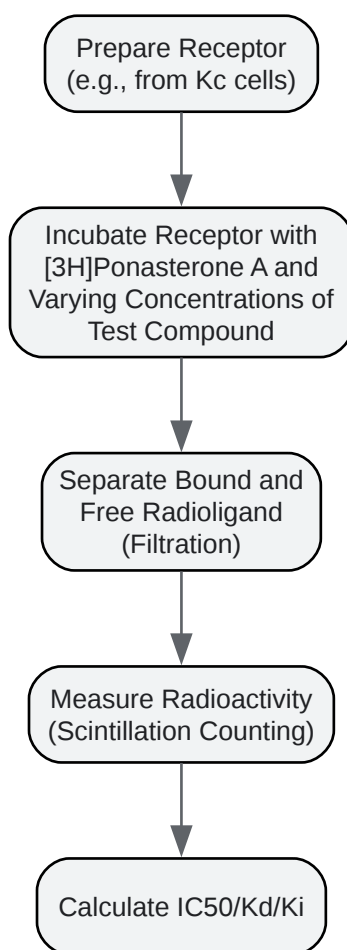 Prepare Receptor
(e.g., from Kc cells)
Incubate Receptor with
[3H]Ponasterone A and
Varying Concentrations of
Test Compound
Separate Bound and
Free Radioligand
(Filtration)
Measure Radioactivity
(Scintillation Counting)
Calculate IC50/Kd/Ki